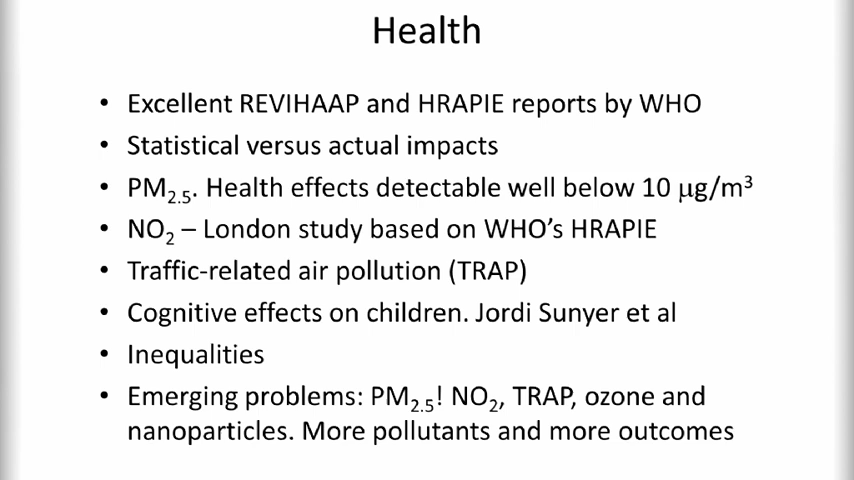 Health
• Excellent REVIHAAP and HRAPIE reports by WHO
• Statistical versus actual impacts
• PM₂.₅. Health effects detectable well below 10 μg/m³
• NO₂ – London study based on WHO’s HRAPIE
• Traffic-related air pollution (TRAP)
• Cognitive effects on children. Jordi Sunyer et al
• Inequalities
• Emerging problems: PM₂.₅! NO₂, TRAP, ozone and
nanoparticles. More pollutants and more outcomes